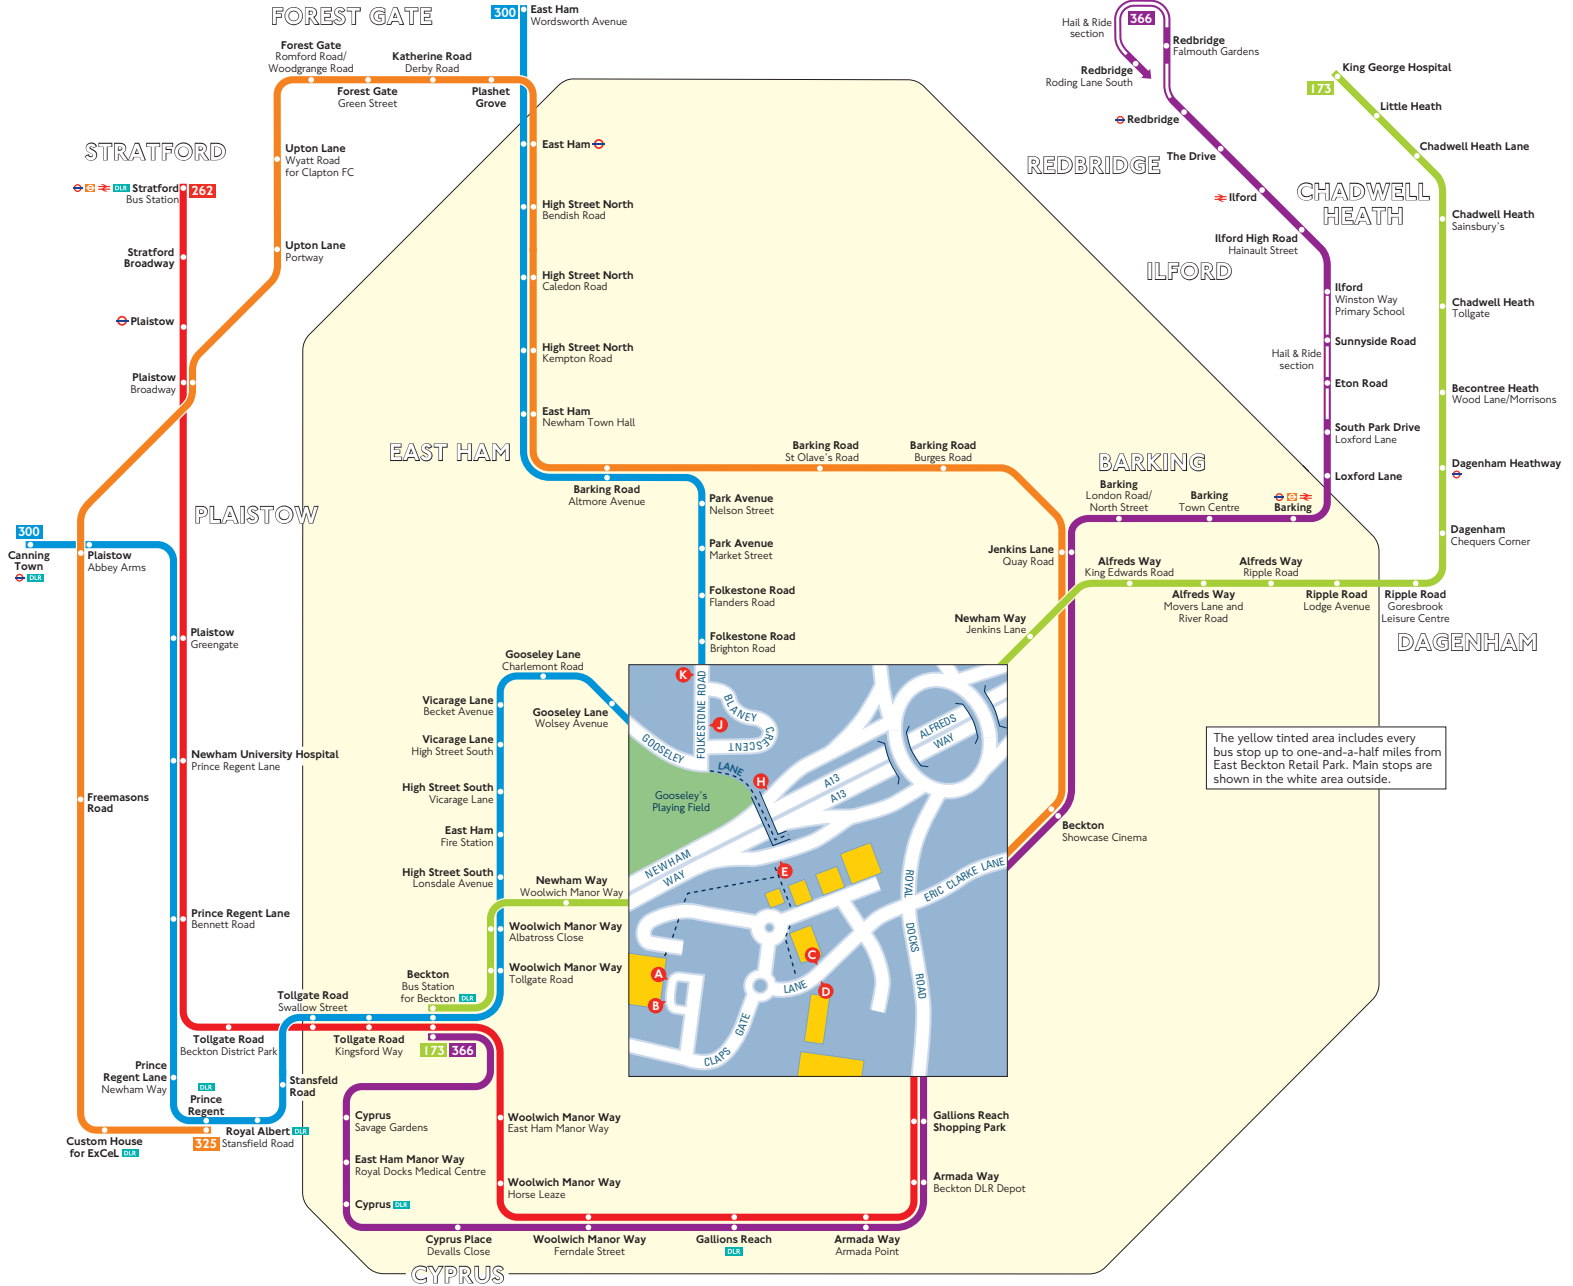 FOREST GATE
300
East Ham
Wordsworth Avenue
Forest Gate
Romford Road/
Woodgrange Road
Katherine Road
Derby Road
Forest Gate
Green Street
Plashet
Grove
Hail & Ride
section
366
Redbridge
Falmouth Gardens
Redbridge
Roding Lane South
King George Hospital
173
Little Heath
Redbridge
Chadwell Heath Lane
STRATFORD
Upton Lane
Wyatt Road
for Clapton FC
East Ham
The Drive
REDBRIDGE
DLR
Stratford
Bus Station
262
Ilford
CHADWELL
HEATH
High Street North
Bendish Road
Chadwell Heath
Sainsbury's
Stratford
Broadway
Upton Lane
Portway
Ilford High Road
Hainault Street
ILFORD
High Street North
Caledon Road
Ilford
Winston Way
Primary School
Chadwell Heath
Tollgate
Plaistow
High Street North
Kempton Road
Sunnyside Road
Hail & Ride
section
Plaistow
Broadway
Eton Road
Becontree Heath
Wood Lane/Morrisons
East Ham
Newham Town Hall
South Park Drive
Loxford Lane
EAST HAM
Barking Road
St Olave's Road
Barking Road
Burges Road
BARKING
Dagenham Heathway
Loxford Lane
Barking Road
Altmore Avenue
Park Avenue
Nelson Street
Barking
London Road/
North Street
Barking
Town Centre
Barking
PLAISTOW
300
Canning
Town
DLR
Plaistow
Abbey Arms
Park Avenue
Market Street
Jenkins Lane
Quay Road
Dagenham
Chequers Corner
Alfreds Way
King Edwards Road
Alfreds Way
Ripple Road
Folkestone Road
Flanders Road
Alfreds Way
Movers Lane and
River Road
Ripple Road
Lodge Avenue
Ripple Road
Goresbrook
Leisure Centre
Newham Way
Jenkins Lane
DAGENHAM
Plaistow
Greengate
Folkestone Road
Brighton Road
Gooseley Lane
Charlemont Road
Vicarage Lane
Becket Avenue
Gooseley Lane
Wolsey Avenue
Vicarage Lane
High Street South
Newham University Hospital
Prince Regent Lane
High Street South
Vicarage Lane
Freemasons
Road
East Ham
Fire Station
High Street South
Lonsdale Avenue
Newham Way
Woolwich Manor Way
Prince Regent Lane
Bennett Road
Woolwich Manor Way
Albatross Close
Woolwich Manor Way
Tollgate Road
Beckton
Bus Station
for Beckton DLR
K
FOLKESTONE ROAD
BLANEY
CRESCENT
J
GOOSELEY
LANE
H
Gooseley's
Playing Field
A13
A13
ALFREDS
WAY
NEWHAM
WAY
E
ROYAL
DOCKS
ROAD
ERIC CLARKE LANE
C
A
B
D
LANE
GATE
CLAPS
The yellow tinted area includes every
bus stop up to one-and-a-half miles from
East Beckton Retail Park. Main stops are
shown in the white area outside.
Beckton
Showcase Cinema
Tollgate Road
Swallow Street
Tollgate Road
Beckton District Park
Tollgate Road
Kingsford Way
173
366
Prince
Regent Lane
Newham Way
DLR
Prince
Regent
Stansfeld
Road
Royal Albert DLR
Stansfield Road
325
Custom House
for ExCeL DLR
Cyprus
Savage Gardens
Woolwich Manor Way
East Ham Manor Way
Gallions Reach
Shopping Park
East Ham Manor Way
Royal Docks Medical Centre
Woolwich Manor Way
Horse Leaze
Armada Way
Beckton DLR Depot
Cyprus DLR
Cyprus Place
Devalls Close
Woolwich Manor Way
Ferndale Street
Gallions Reach
DLR
Armada Way
Armada Point
CYPRUS